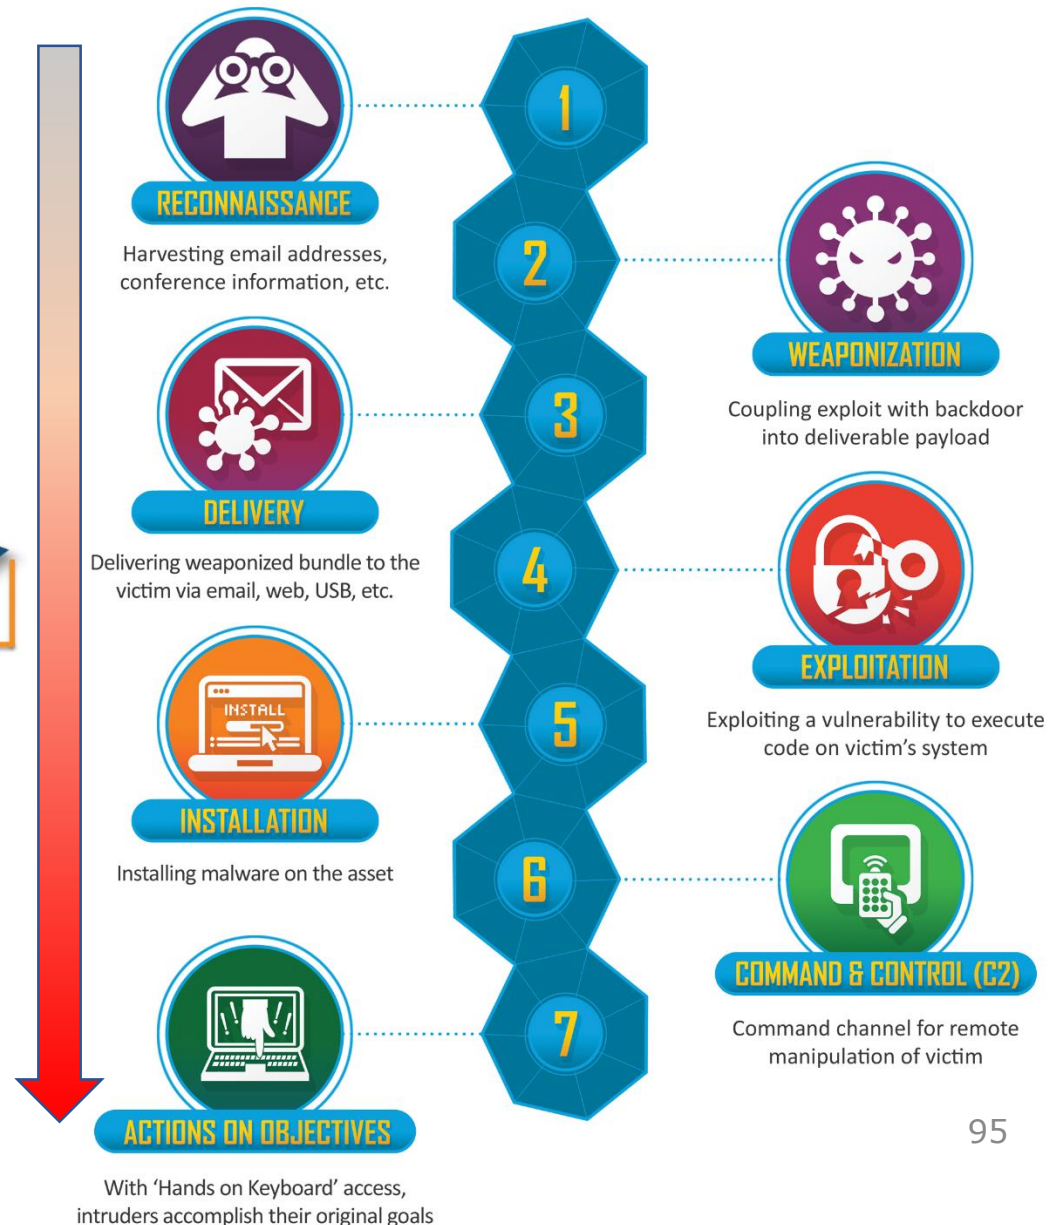 1
RECONNAISSANCE
Harvesting email addresses,
conference information, etc.
2
WEAPONIZATION
Coupling exploit with backdoor
into deliverable payload
3
DELIVERY
Delivering weaponized bundle to the
victim via email, web, USB, etc.
4
EXPLOITATION
Exploiting a vulnerability to execute
code on victim's system
5
INSTALL
INSTALLATION
Installing malware on the asset
6
COMMAND & CONTROL (C2)
Command channel for remote
manipulation of victim
7
ACTIONS ON OBJECTIVES
With 'Hands on Keyboard' access,
intruders accomplish their original goals
95